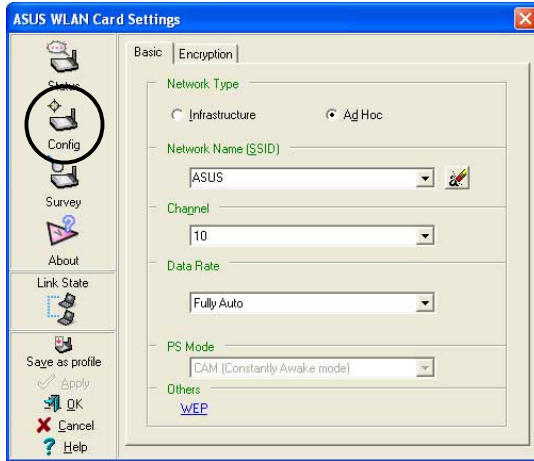 ASUS WLAN Card Settings
Status
Config
Survey
About
Link State
Save as profile
Apply
OK
Cancel
Help
Basic
Encryption
Network Type
Infrastructure
Ad Hoc
Network Name (SSID)
ASUS
Channel
10
Data Rate
Fully Auto
PS Mode
CAM (Constantly Awake mode)
Others
WEP